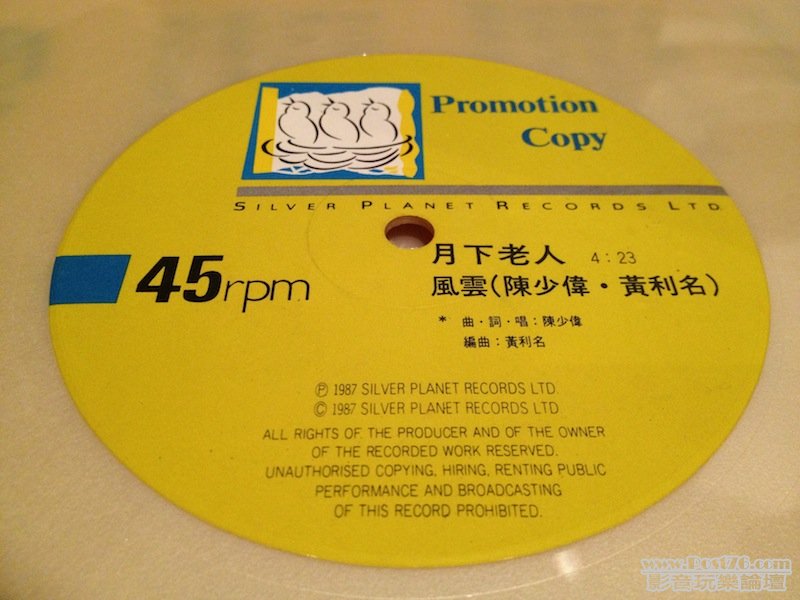 Promotion
Copy
SILVER PLANET RECORDS LTD.
45rpm
月下老人 4:23
風雲(陳少偉・黃利名)
* 曲・詞・唱:陳少偉
編曲:黃利名
Ⓟ 1987 SILVER PLANET RECORDS LTD.
© 1987 SILVER PLANET RECORDS LTD.
ALL RIGHTS OF THE PRODUCER AND OF THE OWNER
OF THE RECORDED WORK RESERVED.
UNAUTHORISED COPYING, HIRING, RENTING PUBLIC
PERFORMANCE AND BROADCASTING
OF THIS RECORD PROHIBITED.
www.Post76.com
影音玩樂論壇